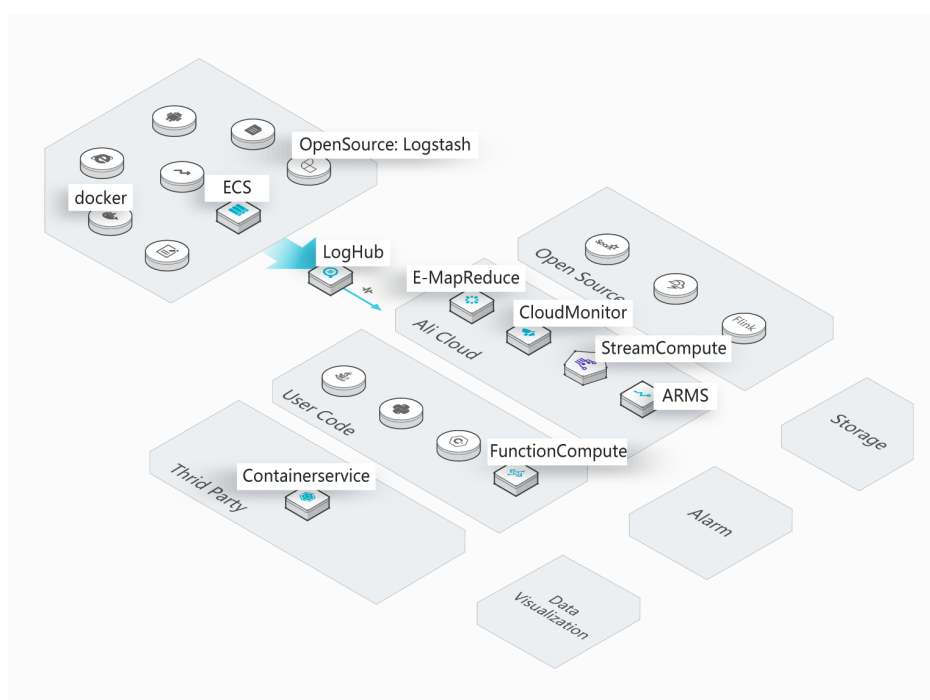 OpenSource: Logstash
ECS
docker
LogHub
E-MapReduce
Open Source
Spark
CloudMonitor
Flink
Ali Cloud
StreamCompute
ARMS
User Code
FunctionCompute
Storage
Containerservice
Thrid Party
Alarm
Data
Visualization